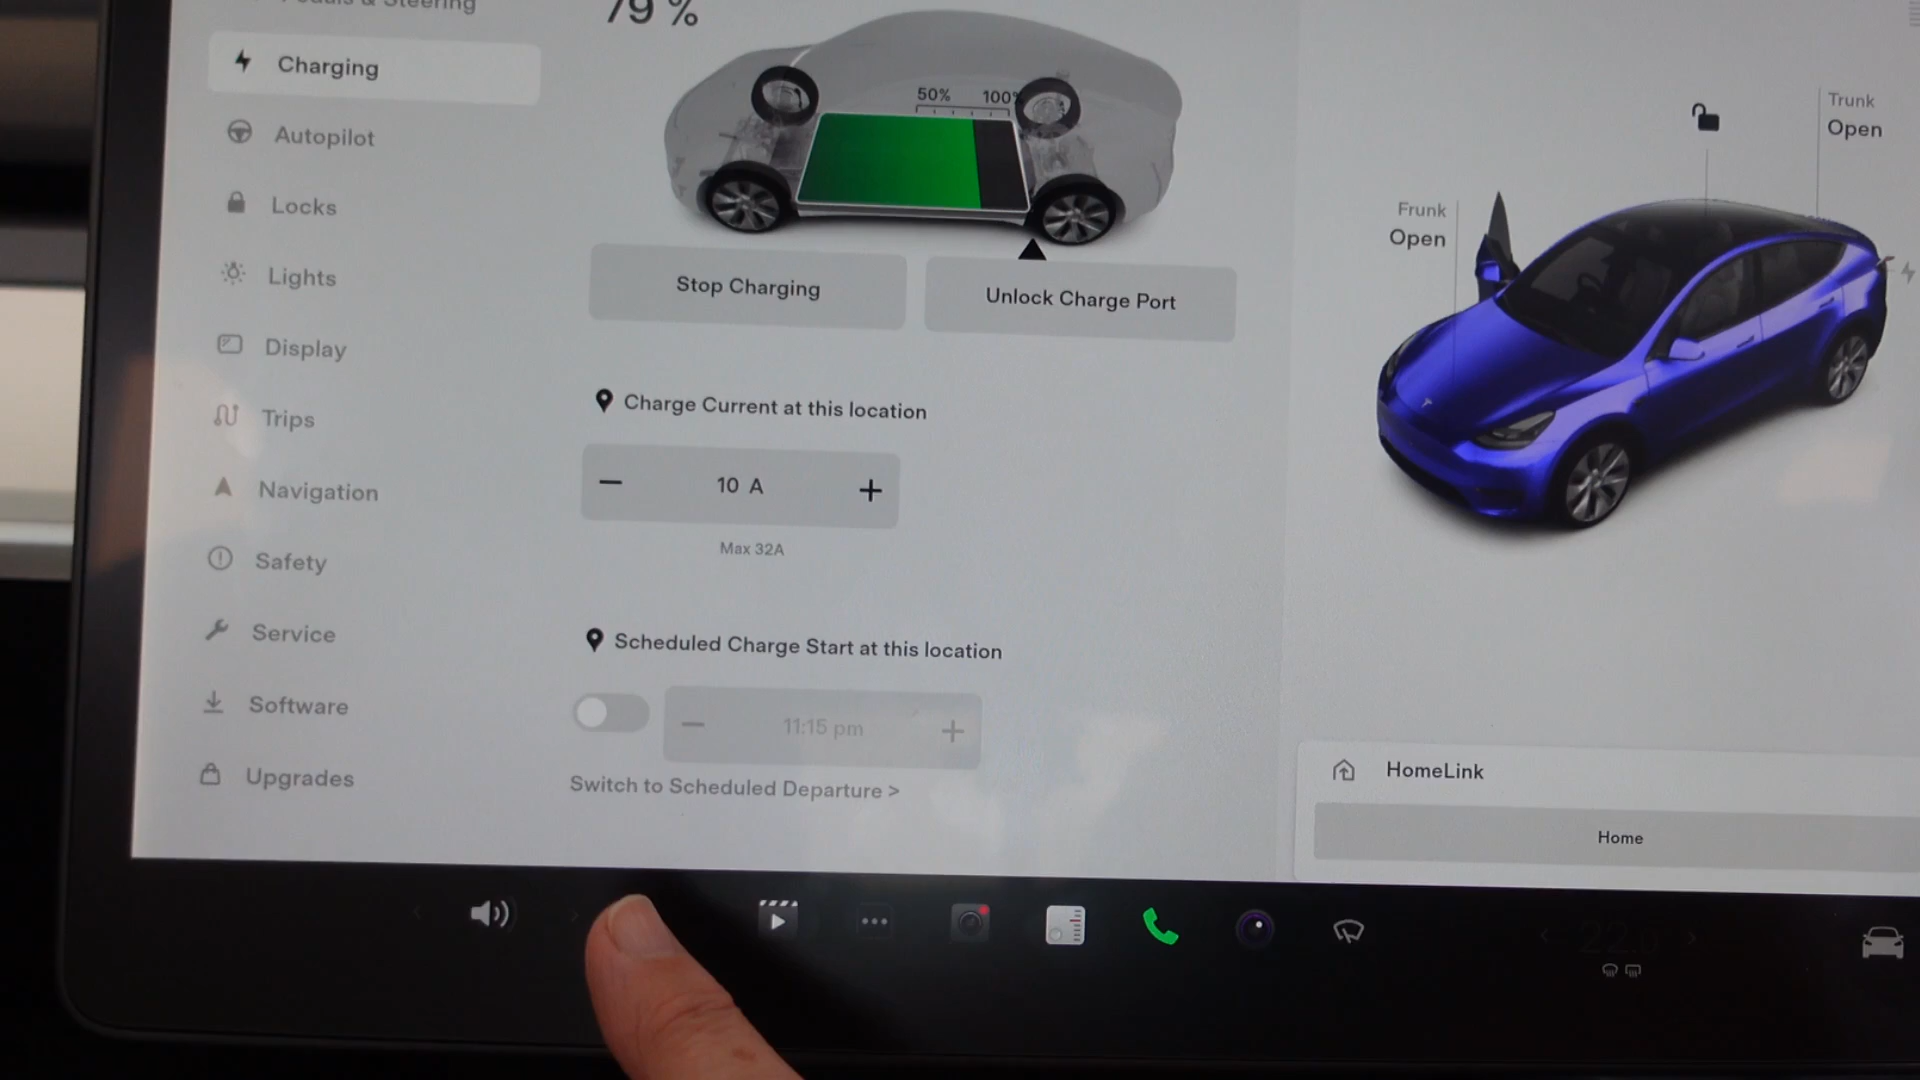 Pedals & Steering
79 %
Charging
Autopilot
Locks
Lights
Display
Trips
Navigation
Safety
Service
Software
Upgrades
50% 100%
Stop Charging
Unlock Charge Port
Charge Current at this location
10 A
Max 32A
Scheduled Charge Start at this location
11:15 pm
Switch to Scheduled Departure >
Frunk
Open
Trunk
Open
HomeLink
Home